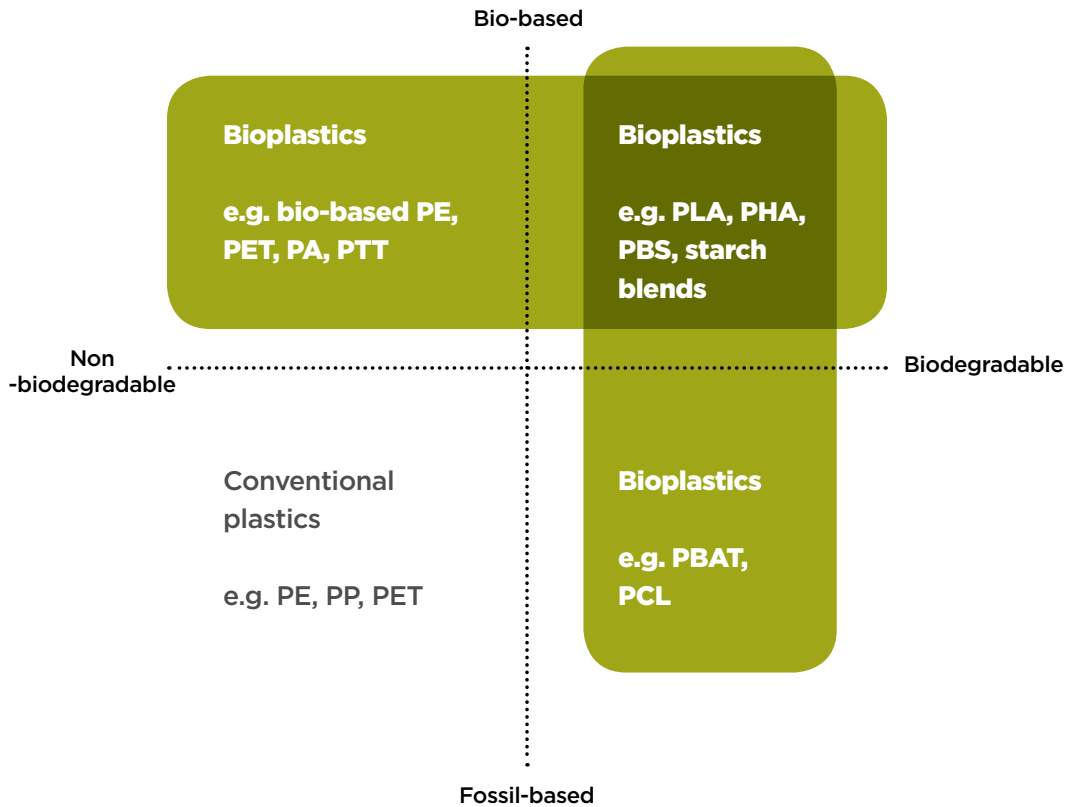 Bio-based
Bioplastics
e.g. bio-based PE,
PET, PA, PTT
Bioplastics
e.g. PLA, PHA,
PBS, starch
blends
Non
-biodegradable
Biodegradable
Conventional
plastics
e.g. PE, PP, PET
Bioplastics
e.g. PBAT,
PCL
Fossil-based